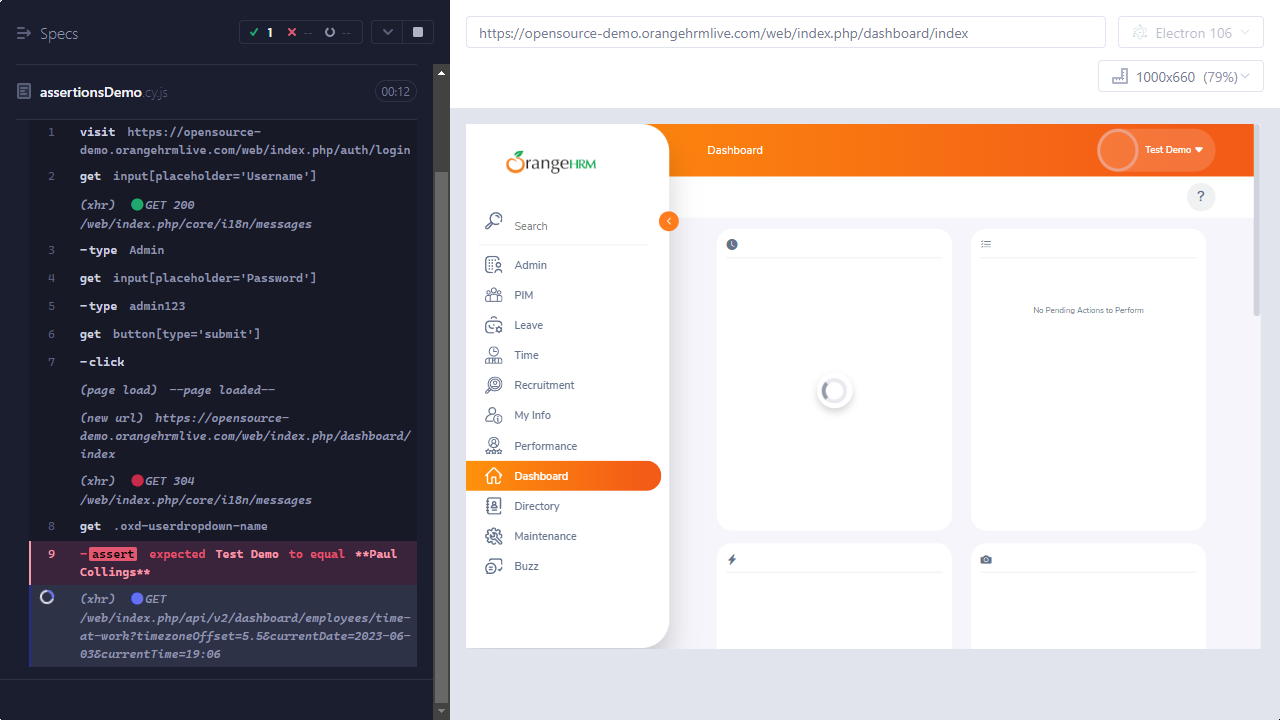 Specs
1
--
--
assertionsDemo.cy.js
00:12
1 visit https://opensource-
demo.orangehrmlive.com/web/index.php/auth/login
2 get input[placeholder='Username']
(xhr) GET 200
/web/index.php/core/i18n/messages
3 -type Admin
4 get input[placeholder='Password']
5 -type admin123
6 get button[type='submit']
7 -click
(page load) --page loaded--
(new url) https://opensource-
demo.orangehrmlive.com/web/index.php/dashboard/
index
(xhr) GET 304
/web/index.php/core/i18n/messages
8 get .oxd-userdropdown-name
9 -assert expected Test Demo to equal **Paul
Collings**
(xhr) GET
/web/index.php/api/v2/dashboard/employees/time-
at-work?timezoneOffset=5.5&currentDate=2023-06-
03&currentTime=19:06
https://opensource-demo.orangehrmlive.com/web/index.php/dashboard/index
Electron 106
1000x660 (79%)
OrangeHRM
Dashboard
Test Demo
?
Search
Admin
PIM
Leave
Time
Recruitment
My Info
Performance
Dashboard
Directory
Maintenance
Buzz
No Pending Actions to Perform